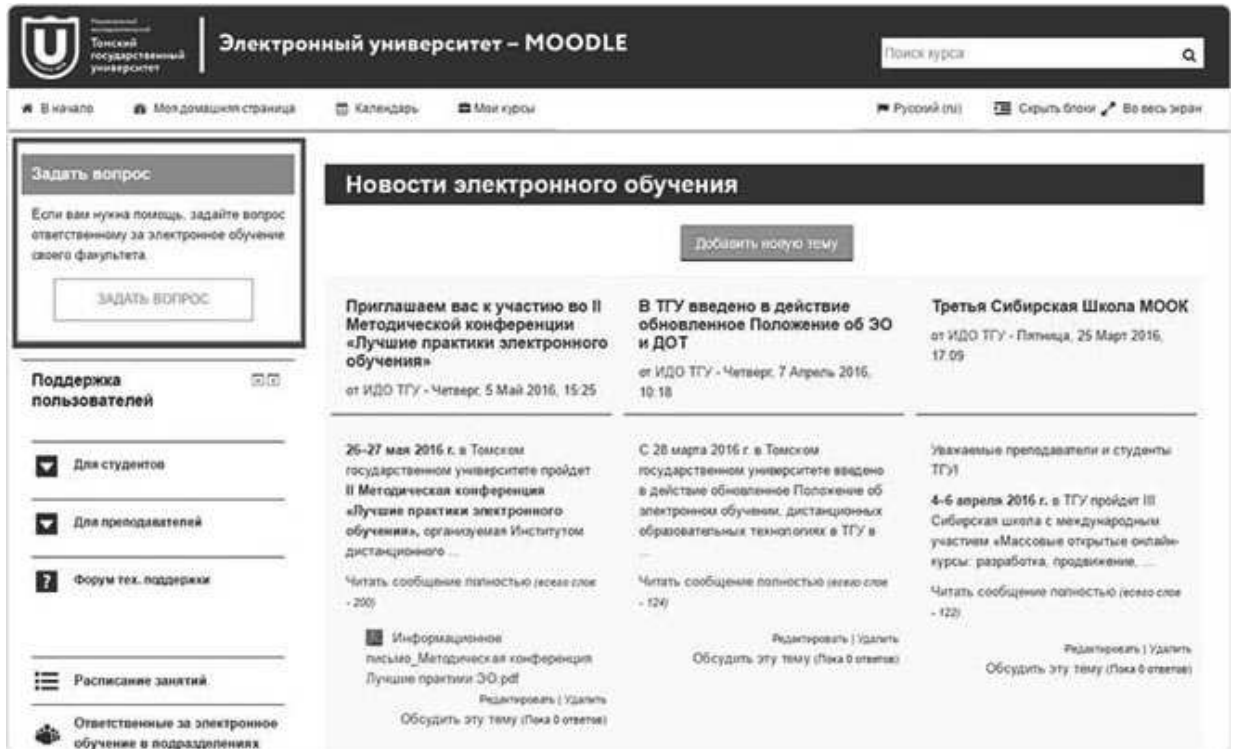 Национальный
исследовательский
Томский
государственный
университет
Электронный университет – MOODLE
Поиск курса
В начало
Моя домашняя страница
Календарь
Мои курсы
Русский (ru)
Скрыть блоки
Во весь экран
Задать вопрос
Если вам нужна помощь, задайте вопрос
ответственному за электронное обучение
своего факультета.
ЗАДАТЬ ВОПРОС
Поддержка
пользователей
Для студентов
Для преподавателей
Форум тех. поддержки
Расписание занятий
Ответственные за электронное
обучение в подразделениях
Новости электронного обучения
Добавить новую тему
Приглашаем вас к участию во II
Методической конференции
«Лучшие практики электронного
обучения»
от ИДО ТГУ - Четверг, 5 Май 2016, 15:25
26–27 мая 2016 г. в Томском
государственном университете пройдет
II Методическая конференция
«Лучшие практики электронного
обучения», организуемая Институтом
дистанционного ...
Читать сообщение полностью (всего слов
- 200)
Информационное
письмо_Методическая конференция
Лучшие практики ЭО.pdf
Редактировать | Удалить
Обсудить эту тему (Пока 0 ответов)
В ТГУ введено в действие
обновленное Положение об ЭО
и ДОТ
от ИДО ТГУ - Четверг, 7 Апрель 2016,
10:18
С 28 марта 2016 г. в Томском
государственном университете введено
в действие обновленное Положение об
электронном обучении, дистанционных
образовательных технологиях в ТГУ в
...
Читать сообщение полностью (всего слов
- 124)
Редактировать | Удалить
Обсудить эту тему (Пока 0 ответов)
Третья Сибирская Школа МООК
от ИДО ТГУ - Пятница, 25 Март 2016,
17:09
Уважаемые преподаватели и студенты
ТГУ!
4–6 апреля 2016 г. в ТГУ пройдет III
Сибирская школа с международным
участием «Массовые открытые онлайн-
курсы: разработка, продвижение, ...
Читать сообщение полностью (всего слов
- 122)
Редактировать | Удалить
Обсудить эту тему (Пока 0 ответов)